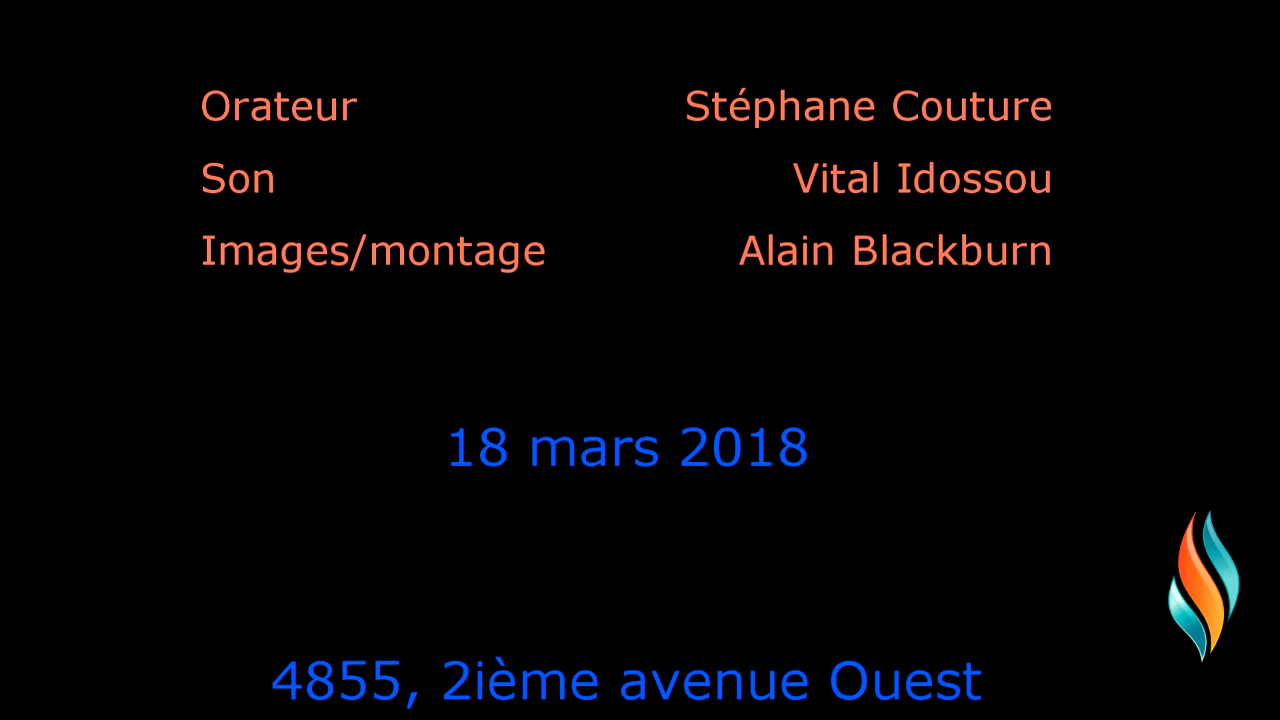 Orateur Stéphane Couture
Son Vital Idossou
Images/montage Alain Blackburn
18 mars 2018
4855, 2ième avenue Ouest